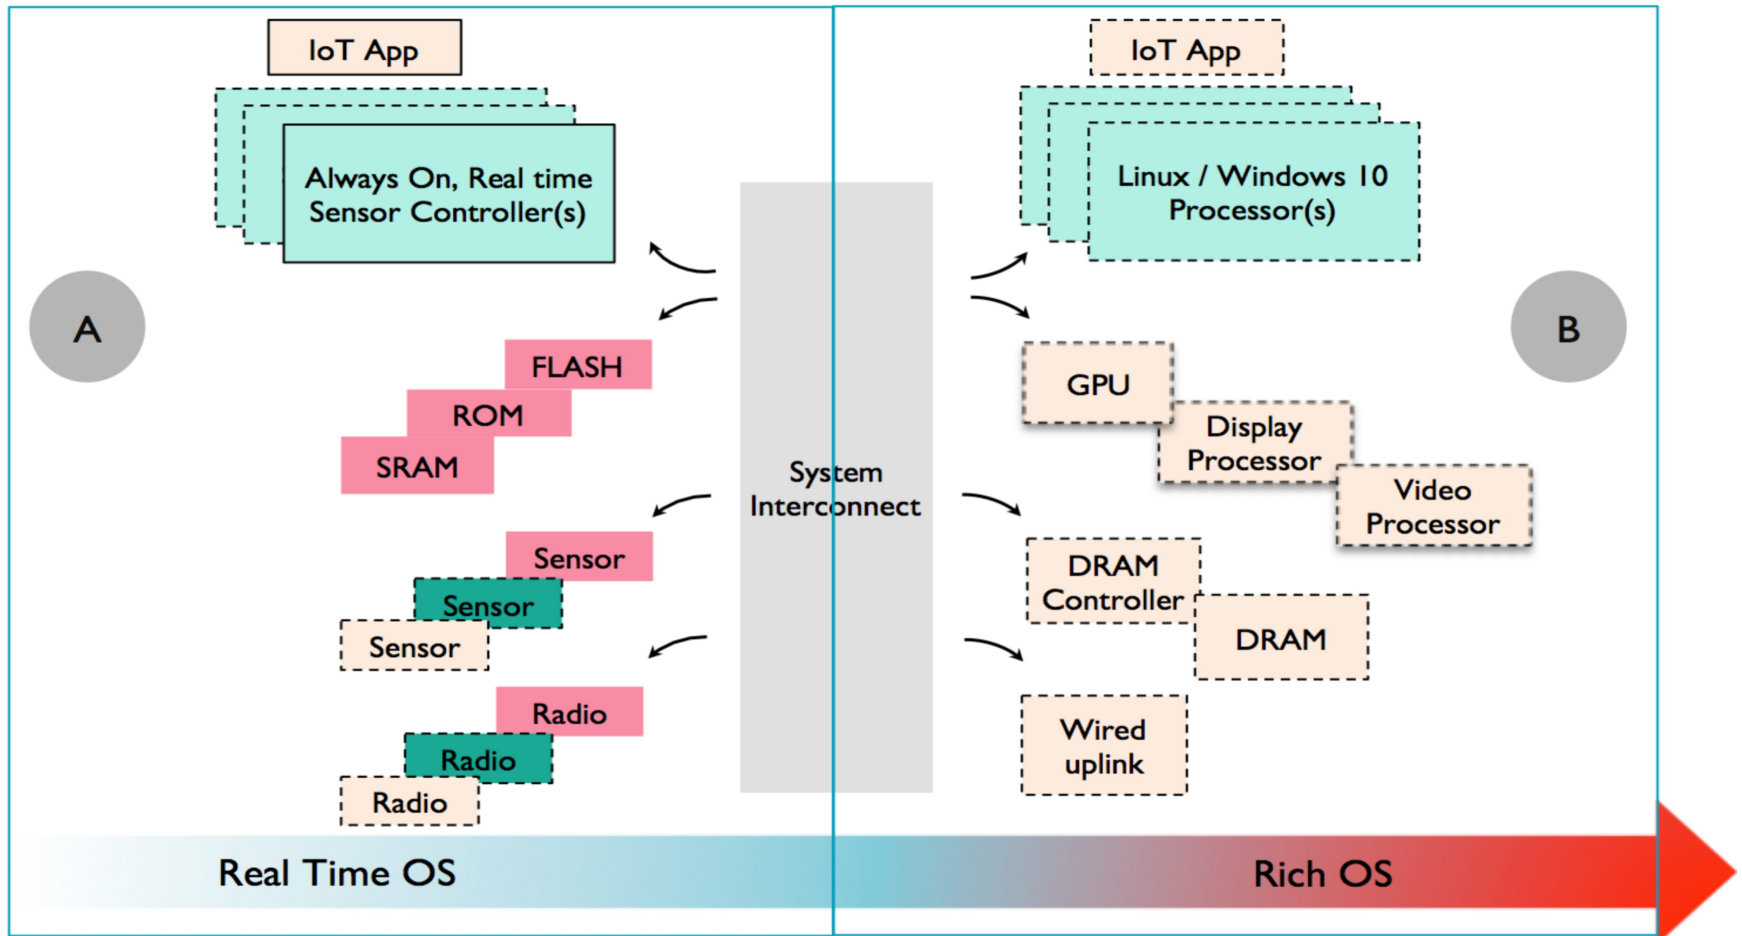 IoT App
Always On, Real time
Sensor Controller(s)
A
FLASH
ROM
SRAM
Sensor
Sensor
Sensor
Radio
Radio
Radio
System
Interconnect
IoT App
Linux / Windows 10
Processor(s)
B
GPU
Display
Processor
Video
Processor
DRAM
Controller
DRAM
Wired
uplink
Real Time OS
Rich OS